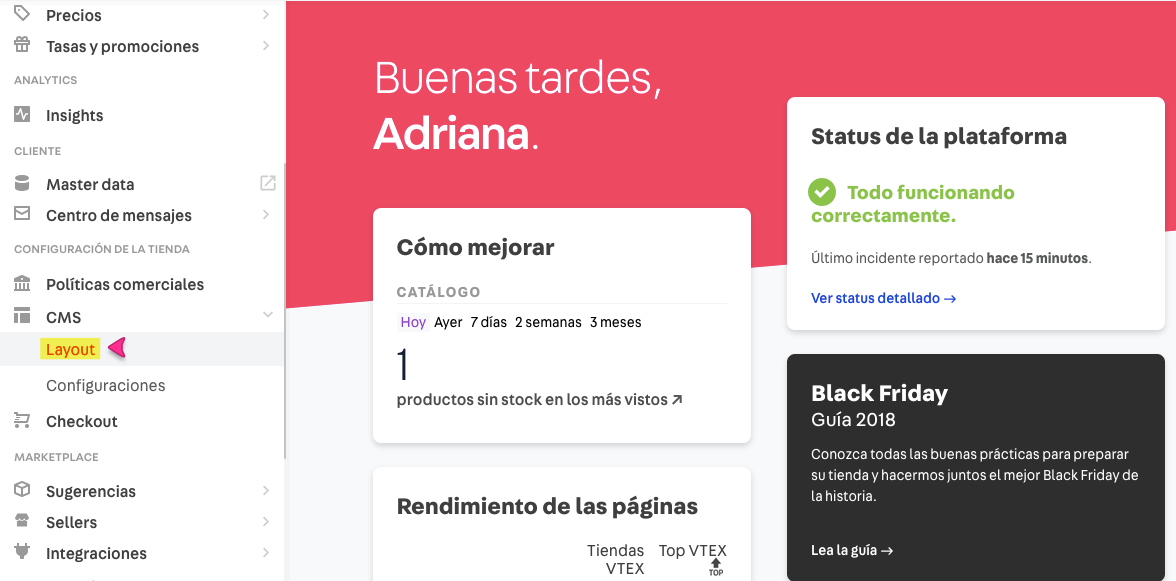 Precios
Tasas y promociones
ANALYTICS
Insights
CLIENTE
Master data
Centro de mensajes
CONFIGURACIÓN DE LA TIENDA
Políticas comerciales
CMS
Layout
Configuraciones
Checkout
MARKETPLACE
Sugerencias
Sellers
Integraciones
Buenas tardes,
Adriana.
Cómo mejorar
CATÁLOGO
Hoy Ayer 7 días 2 semanas 3 meses
1
productos sin stock en los más vistos
Rendimiento de las páginas
Tiendas
VTEX
Top VTEX
TOP
Status de la plataforma
Todo funcionando
correctamente.
Último incidente reportado hace 15 minutos.
Ver status detallado →
Black Friday
Guía 2018
Conozca todas las buenas prácticas para preparar
su tienda y hacermos juntos el mejor Black Friday de
la historia.
Lea la guía →